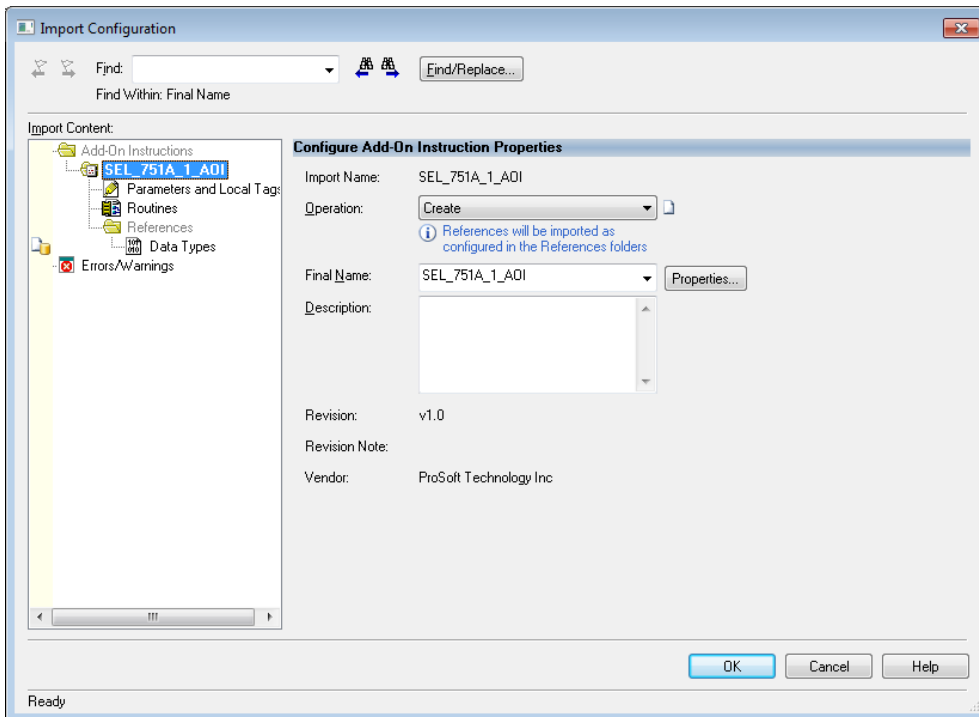 Import Configuration
Find:
Find/Replace...
Find Within: Final Name
Import Content:
Add-On Instructions
SEL_751A_1_AOI
Parameters and Local Tags
Routines
References
Data Types
Errors/Warnings
Configure Add-On Instruction Properties
Import Name: SEL_751A_1_AOI
Operation: Create
References will be imported as
configured in the References folders
Final Name: SEL_751A_1_AOI Properties...
Description:
Revision: v1.0
Revision Note:
Vendor: ProSoft Technology Inc
OK Cancel Help
Ready